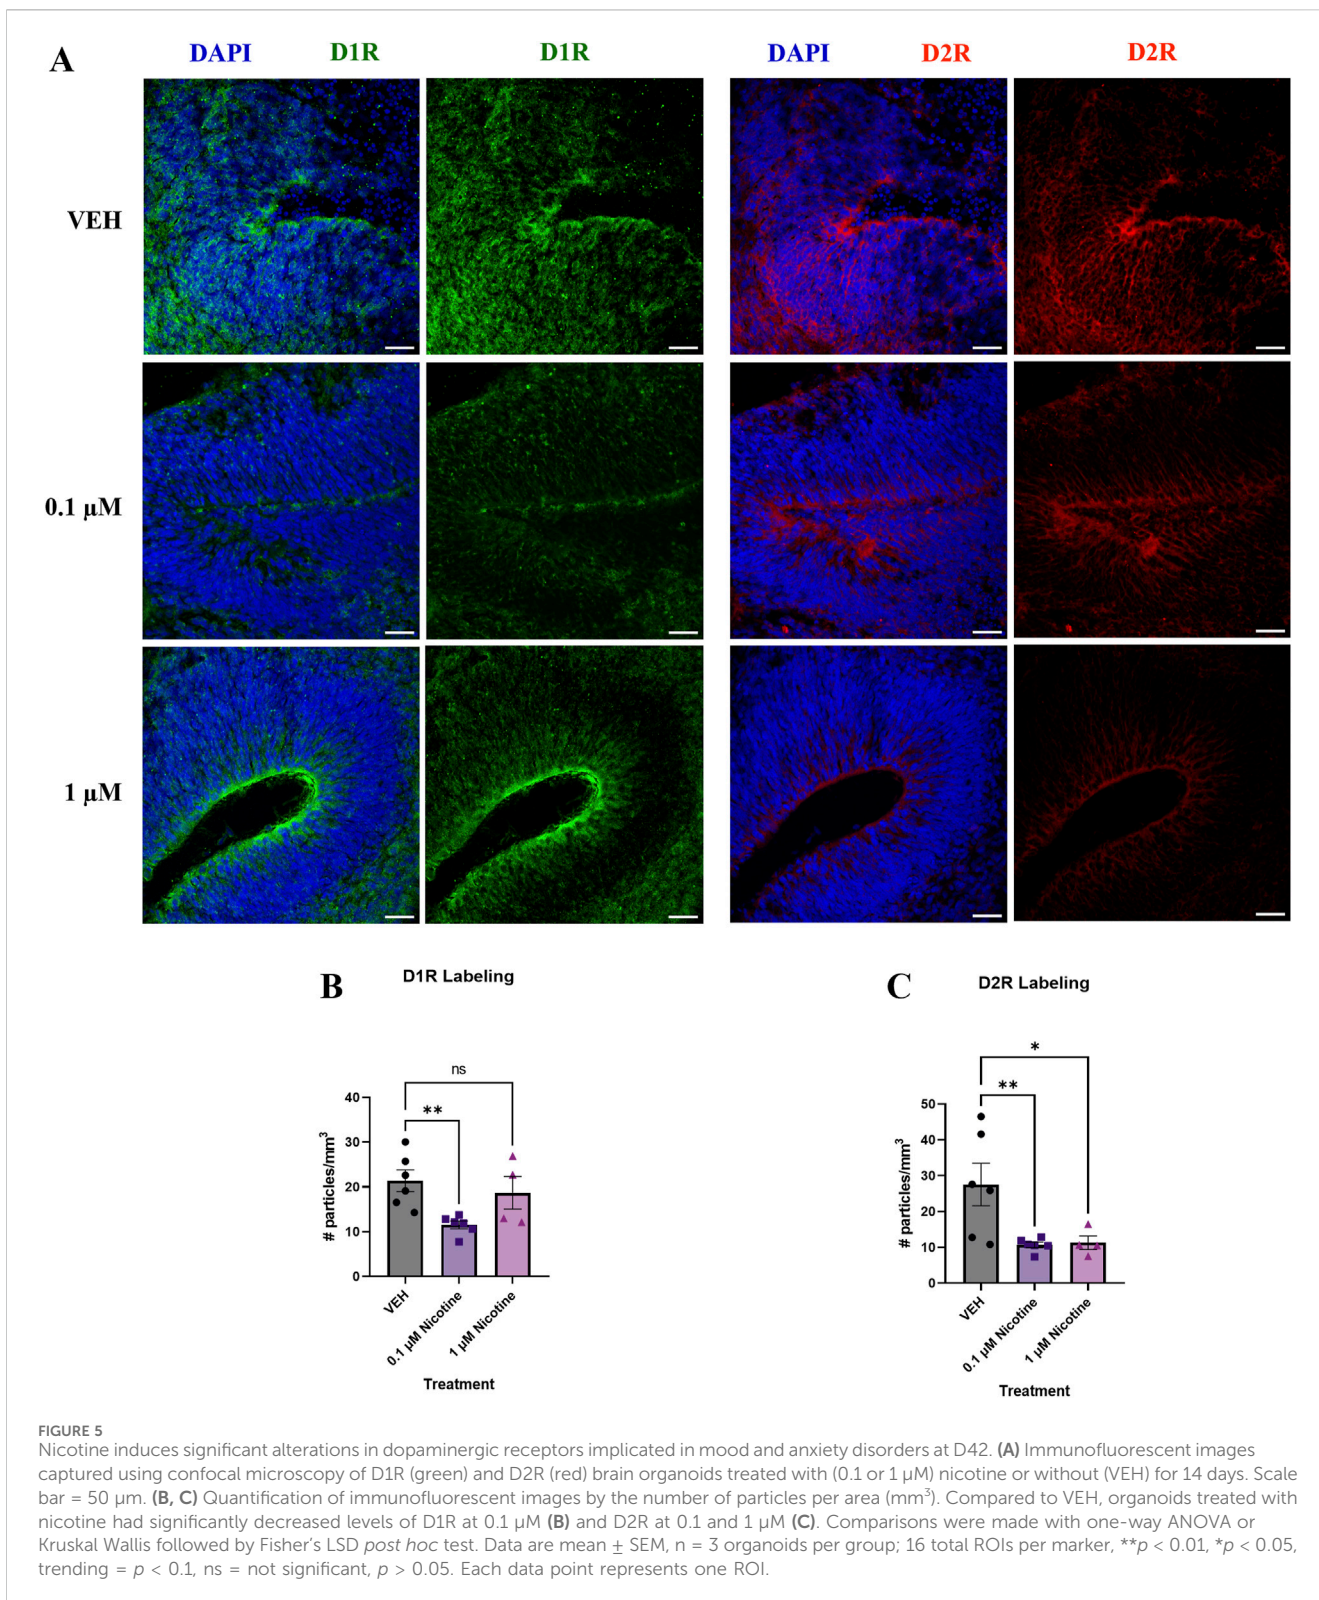 A
DAPI D1R D1R DAPI D2R D2R
VEH
0.1 µM
1 µM
B D1R Labeling
ns
**
# particles/mm³
40
30
20
10
0
VEH
0.1 µM Nicotine
1 µM Nicotine
Treatment
C D2R Labeling
*
**
# particles/mm³
50
40
30
20
10
0
VEH
0.1 µM Nicotine
1 µM Nicotine
Treatment
FIGURE 5
Nicotine induces significant alterations in dopaminergic receptors implicated in mood and anxiety disorders at D42. (A) Immunofluorescent images
captured using confocal microscopy of D1R (green) and D2R (red) brain organoids treated with (0.1 or 1 µM) nicotine or without (VEH) for 14 days. Scale
bar = 50 µm. (B, C) Quantification of immunofluorescent images by the number of particles per area (mm³). Compared to VEH, organoids treated with
nicotine had significantly decreased levels of D1R at 0.1 µM (B) and D2R at 0.1 and 1 µM (C). Comparisons were made with one-way ANOVA or
Kruskal Wallis followed by Fisher's LSD post hoc test. Data are mean ± SEM, n = 3 organoids per group; 16 total ROIs per marker, **p < 0.01, *p < 0.05,
trending = p < 0.1, ns = not significant, p > 0.05. Each data point represents one ROI.